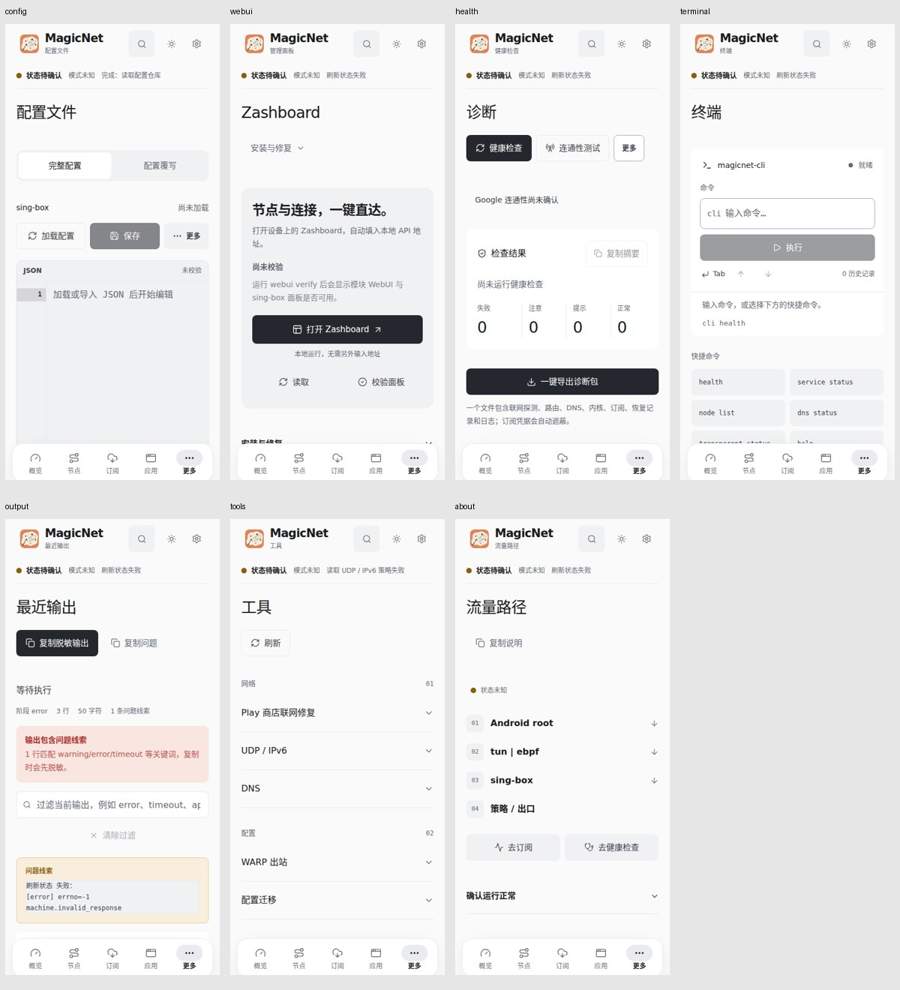 config
MagicNet
配置文件
状态待确认 模式未知 完成：读取配置仓库
配置文件
完整配置 配置覆写
sing-box 尚未加载
加载配置 保存 更多
JSON 未校验
1 加载或导入 JSON 后开始编辑
概览 节点 订阅 应用 更多
webui
MagicNet
管理面板
状态待确认 模式未知 刷新状态失败
Zashboard
安装与修复
节点与连接，一键直达。
打开设备上的 Zashboard，自动填入本地 API 地
址。
尚未校验
运行 webui verify 后会显示模块 WebUI 与
sing-box 面板是否可用。
打开 Zashboard
本地运行，无需另外输入地址
读取 校验面板
安装与修复
概览 节点 订阅 应用 更多
health
MagicNet
健康检查
状态待确认 模式未知 刷新状态失败
诊断
健康检查 连通性测试 更多
Google 连通性尚未确认
检查结果 复制摘要
尚未运行健康检查
失败 注意 提示 正常
0 0 0 0
一键导出诊断包
一个文件包含联网探测、路由、DNS、内核、订阅、恢复记
录和日志；订阅凭据会自动遮蔽。
概览 节点 订阅 应用 更多
terminal
MagicNet
终端
状态待确认 模式未知 刷新状态失败
终端
magicnet-cli 就绪
命令
cli 输入命令…
执行
Tab 0 历史记录
输入命令，或选择下方的快捷命令。
cli health
快捷命令
health service status
node list dns status
transparent status help
概览 节点 订阅 应用 更多
output
MagicNet
最近输出
状态待确认 模式未知 刷新状态失败
最近输出
复制脱敏输出 复制问题
等待执行
阶段 error 3 行 50 字符 1 条问题线索
输出包含问题线索
1 行匹配 warning/error/timeout 等关键词，复制
时会先脱敏。
过滤当前输出，例如 error、timeout、ap
清除过滤
问题线索
刷新状态 失败：
[error] errno=-1
machine.invalid_response
概览 节点 订阅 应用 更多
tools
MagicNet
工具
状态待确认 模式未知 读取 UDP / IPv6 策略失败
工具
刷新
网络 01
Play 商店联网修复
UDP / IPv6
DNS
配置 02
WARP 出站
配置迁移
概览 节点 订阅 应用 更多
about
MagicNet
流量路径
状态待确认 模式未知 刷新状态失败
流量路径
复制说明
状态未知
01 Android root
02 tun | ebpf
03 sing-box
04 策略 / 出口
去订阅 去健康检查
确认运行正常
概览 节点 订阅 应用 更多